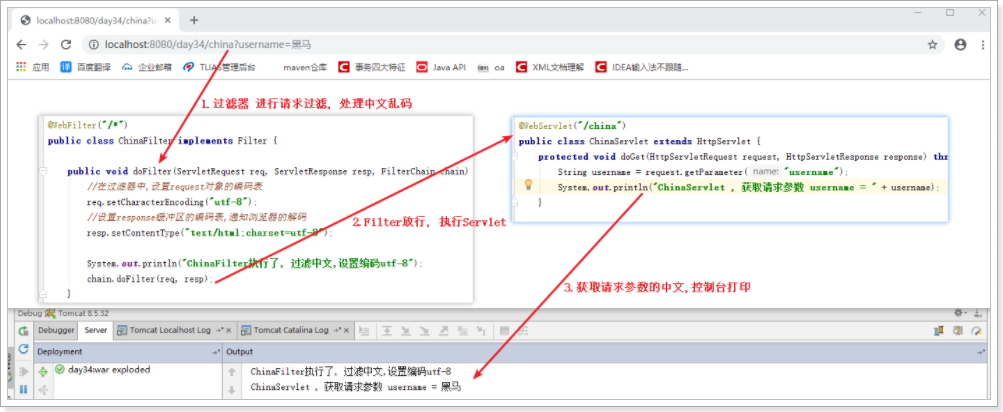 localhost:8080/day34/china?u
localhost:8080/day34/china?username=黑马
应用 百度翻译 企业邮箱 TLIAS管理后台 maven仓库 事务四大特征 Java API oa XML文档理解 IDEA输入法不跟随...
1.过滤器 进行请求过滤, 处理中文乱码
@WebFilter("/*")
public class ChinaFilter implements Filter {
public void doFilter(ServletRequest req, ServletResponse resp, FilterChain chain)
//在过滤器中,设置request对象的编码表
req.setCharacterEncoding("utf-8");
//设置response缓冲区的编码表,通知浏览器的解码
resp.setContentType("text/html;charset=utf-8");
System.out.println("ChinaFilter执行了, 过滤中文,设置编码utf-8");
chain.doFilter(req, resp);
}
2.Filter放行, 执行Servlet
@WebServlet("/china")
public class ChinaServlet extends HttpServlet {
protected void doGet(HttpServletRequest request, HttpServletResponse response) thr
String username = request.getParameter( name: "username");
System.out.println("ChinaServlet , 获取请求参数 username = " + username);
}
3.获取请求参数的中文,控制台打印
Debug Tomcat 8.5.32
Debugger Server Tomcat Localhost Log Tomcat Catalina Log
Deployment Output
day34:war exploded
ChinaFilter执行了, 过滤中文,设置编码utf-8
ChinaServlet , 获取请求参数 username = 黑马